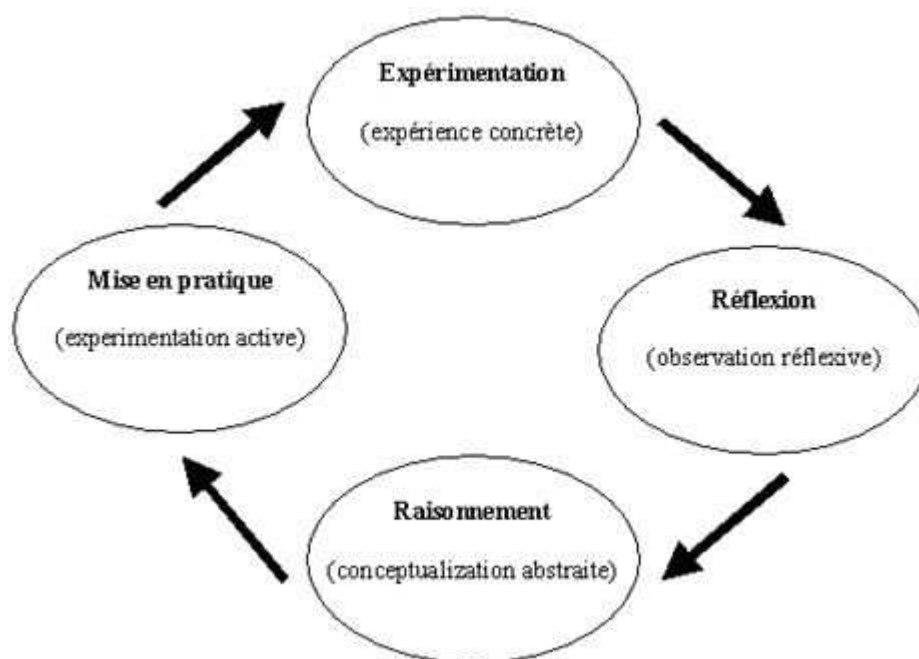 Expérimentation
(expérience concrète)
Mise en pratique
(experimentation active)
Réflexion
(observation réflexive)
Raisonnement
(conceptualization abstraite)